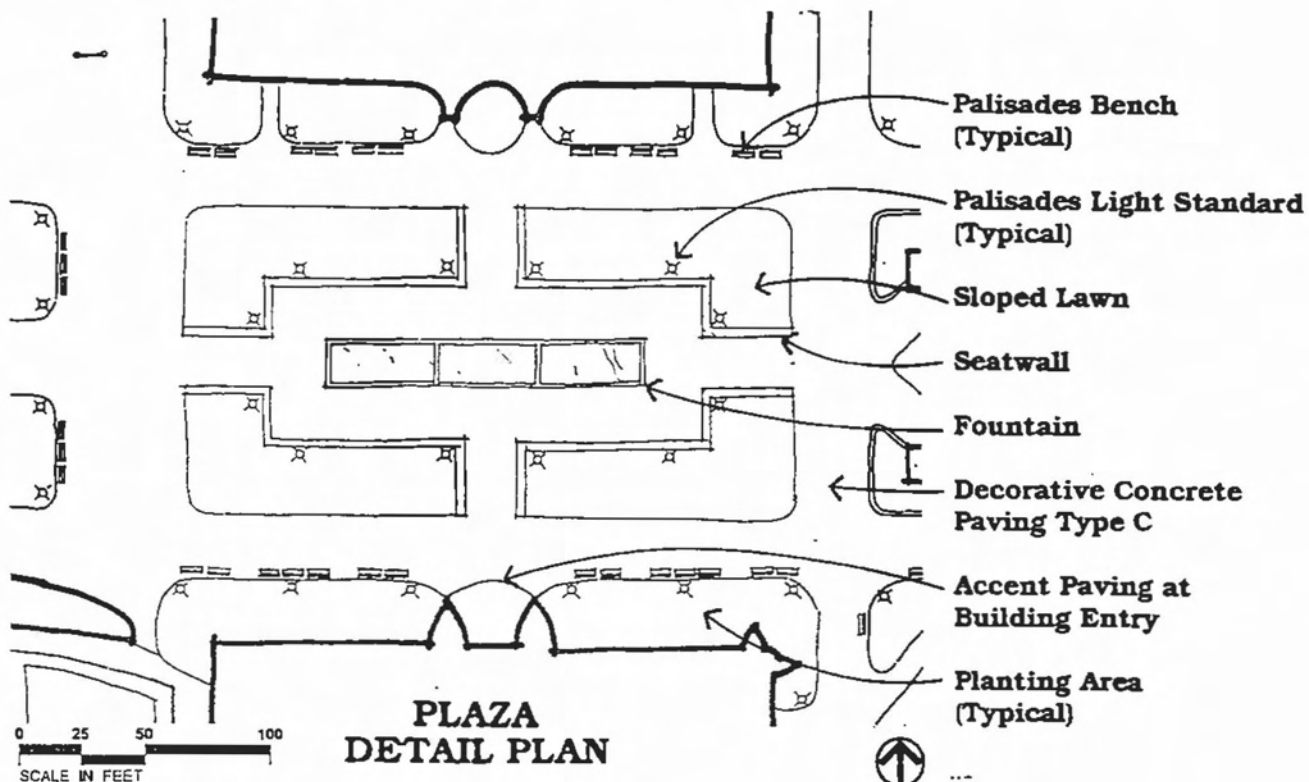 Palisades Bench
(Typical)
Palisades Light Standard
(Typical)
Sloped Lawn
Seatwall
Fountain
Decorative Concrete
Paving Type C
Accent Paving at
Building Entry
Planting Area
(Typical)
PLAZA
DETAIL PLAN
0 25 50 100
SCALE IN FEET